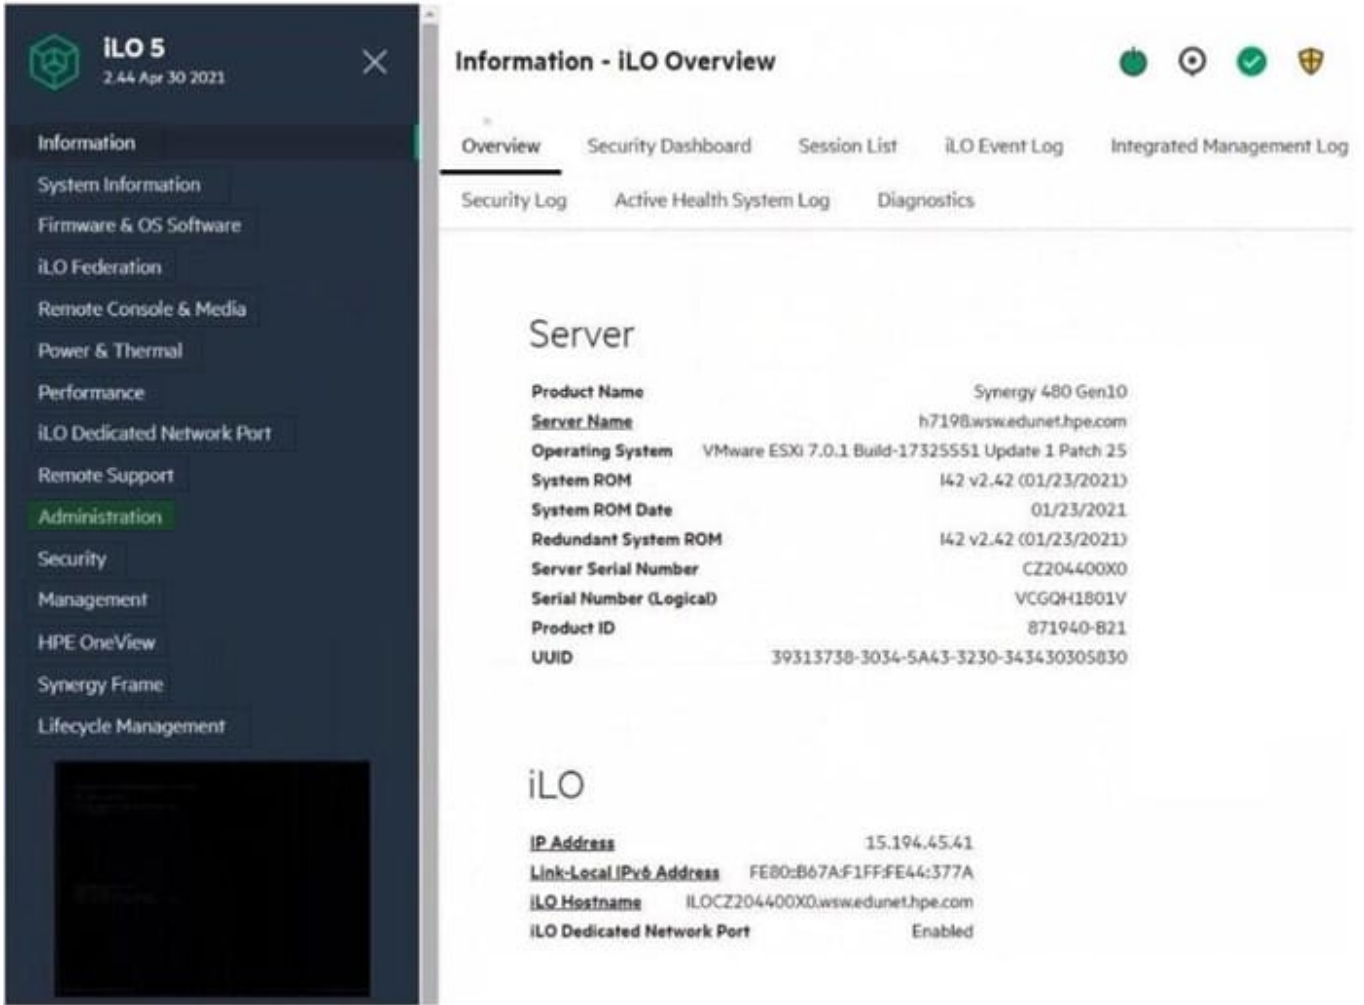 iLO 5
2.44 Apr 30 2021
Information
System Information
Firmware & OS Software
iLO Federation
Remote Console & Media
Power & Thermal
Performance
iLO Dedicated Network Port
Remote Support
Administration
Security
Management
HPE OneView
Synergy Frame
Lifecycle Management
Information - iLO Overview
Overview Security Dashboard Session List iLO Event Log Integrated Management Log
Security Log Active Health System Log Diagnostics
Server
Product Name Synergy 480 Gen10
Server Name h7198.wsw.edunet.hpe.com
Operating System VMware ESXi 7.0.1 Build-17325551 Update 1 Patch 25
System ROM I42 v2.42 (01/23/2021)
System ROM Date 01/23/2021
Redundant System ROM I42 v2.42 (01/23/2021)
Server Serial Number CZ204400X0
Serial Number (Logical) VCGQH1801V
Product ID 871940-B21
UUID 39313738-3034-5A43-3230-343430305830
iLO
IP Address 15.194.45.41
Link-Local IPv6 Address FE80::B67A:F1FF:FE44:377A
iLO Hostname ILOCZ204400X0.wsw.edunet.hpe.com
iLO Dedicated Network Port Enabled